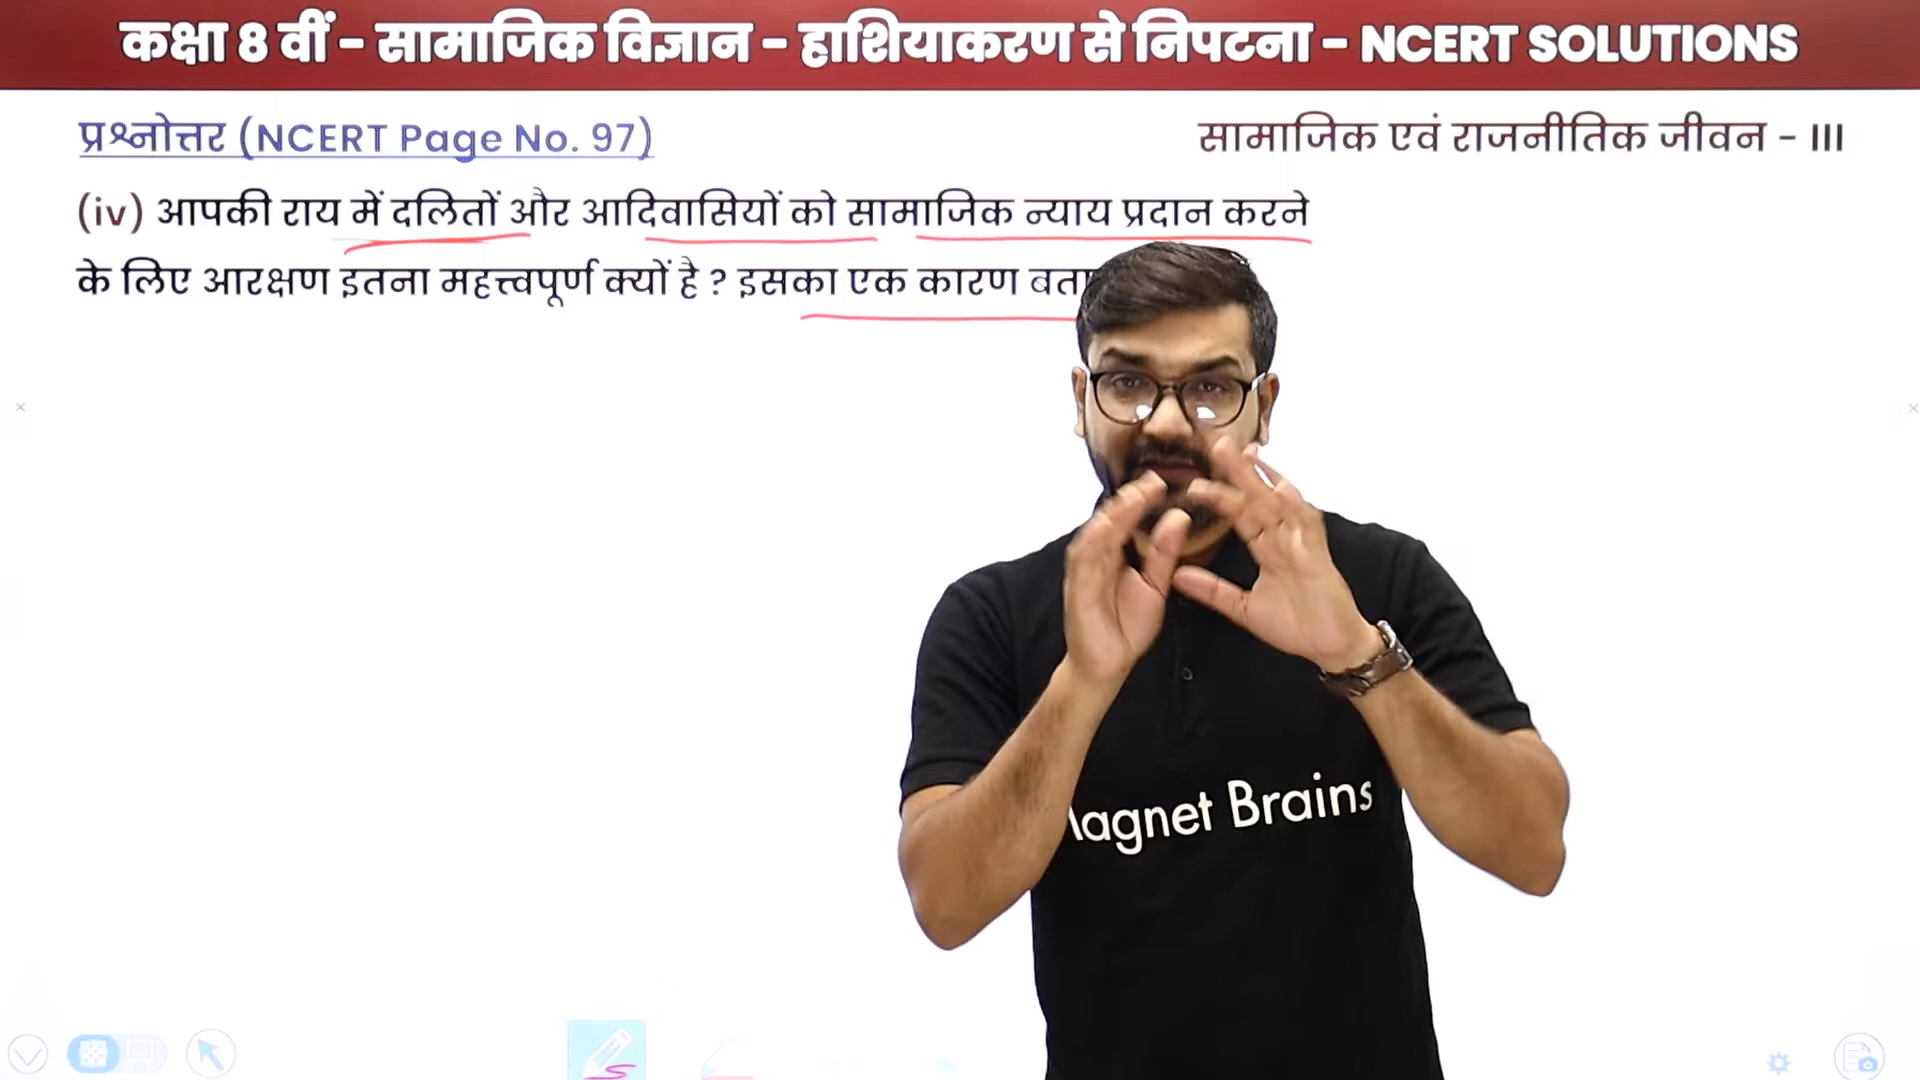 कक्षा 8 वीं - सामाजिक विज्ञान - हाशियाकरण से निपटना - NCERT SOLUTIONS
प्रश्नोत्तर (NCERT Page No. 97)
सामाजिक एवं राजनीतिक जीवन - III
(iv) आपकी राय में दलितों और आदिवासियों को सामाजिक न्याय प्रदान करने
के लिए आरक्षण इतना महत्त्वपूर्ण क्यों है ? इसका एक कारण
Brains